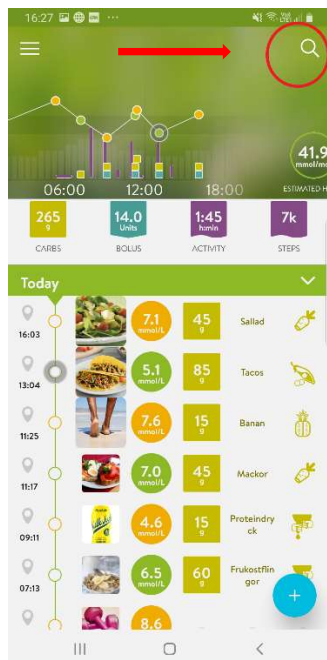 16:27
41.9
mmol/m
06:00 12:00 18:00 ESTIMATED H
265
g
14.0
Units
1:45
h:min
7k
CARBS BOLUS ACTIVITY STEPS
Today
16:03 7.1 mmol/L 45 g Sallad
13:04 5.1 mmol/L 85 g Tacos
11:25 7.6 mmol/L 15 g Banan
11:17 7.0 mmol/L 45 g Mackor
09:11 4.6 mmol/L 15 g Proteindry
ck
07:13 6.5 mmol/L 60 g Frukostflin
gor
8.6
+